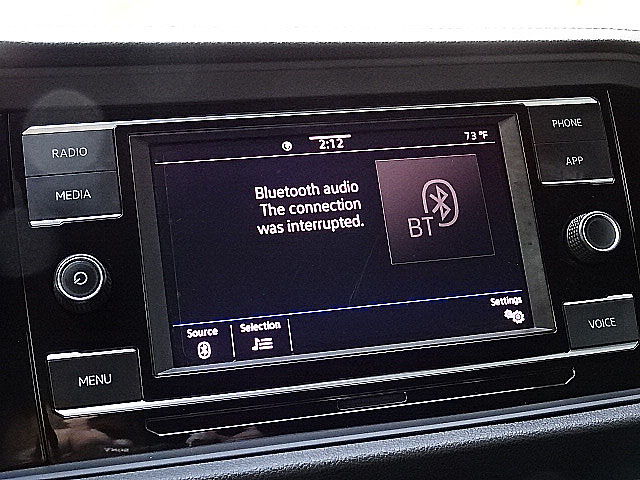 RADIO
MEDIA
MENU
2:12
73 °F
Bluetooth audio
The connection
was interrupted.
BT
Source
Selection
Settings
PHONE
APP
VOICE